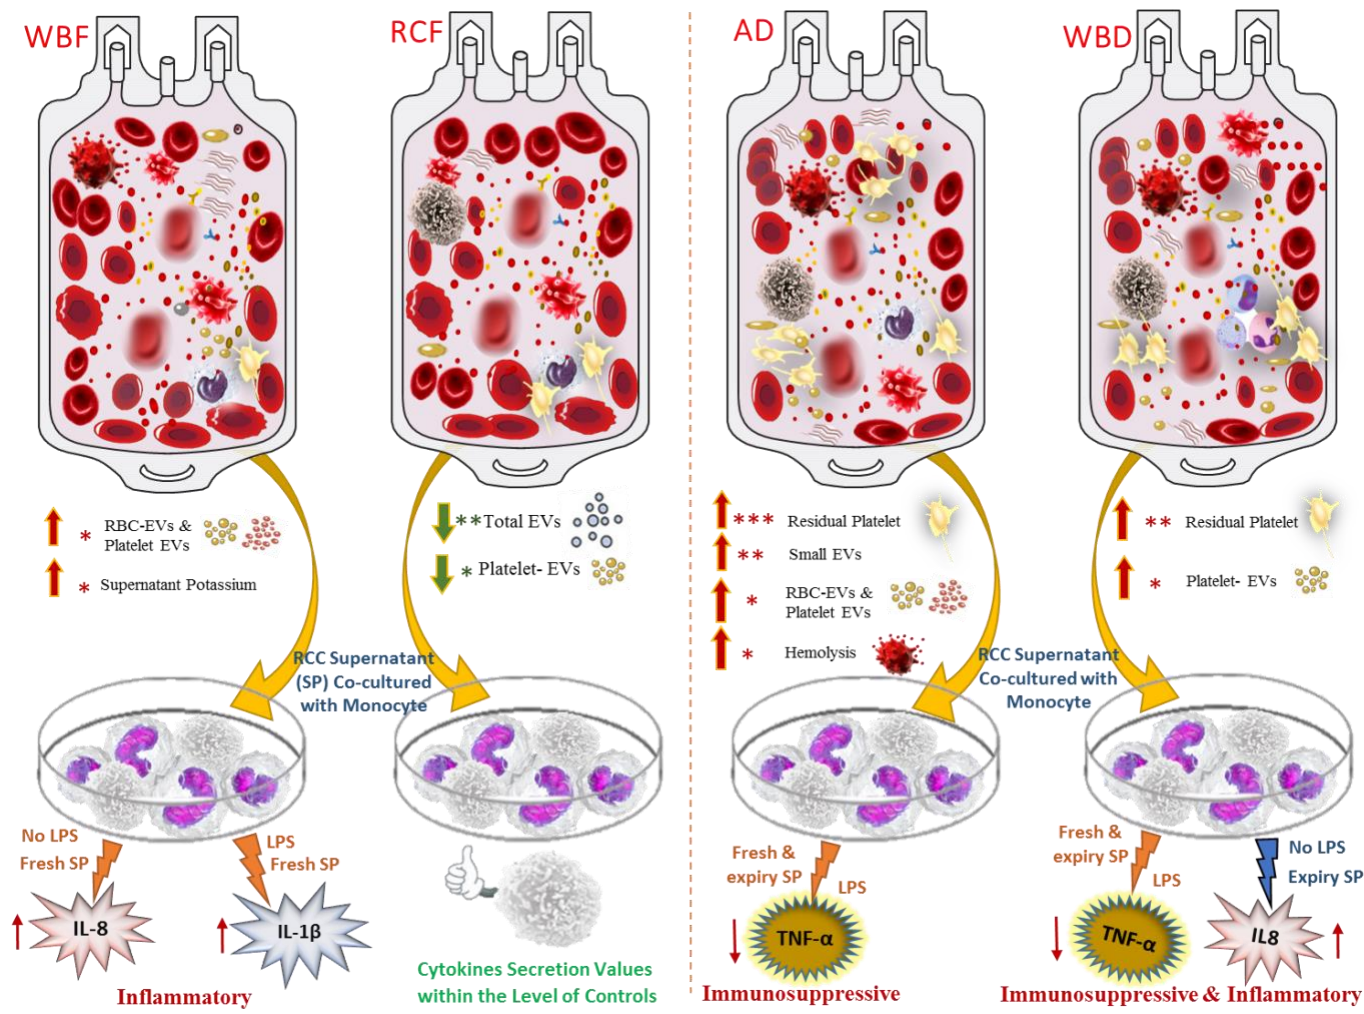 WBF
RCF
AD
WBD
* RBC-EVs &
Platelet EVs
* Supernatant Potassium
** Total EVs
* Platelet- EVs
*** Residual Platelet
** Small EVs
* RBC-EVs &
Platelet EVs
* Hemolysis
** Residual Platelet
* Platelet- EVs
RCC Supernatant
(SP) Co-cultured
with Monocyte
RCC Supernatant
Co-cultured with
Monocyte
No LPS
Fresh SP
IL-8
LPS
Fresh SP
IL-1β
Inflammatory
Cytokines Secretion Values
within the Level of Controls
Fresh &
expiry SP
LPS
TNF-α
Immunosuppressive
Fresh &
expiry SP
LPS
TNF-α
No LPS
Expiry SP
IL8
Immunosuppressive & Inflammatory